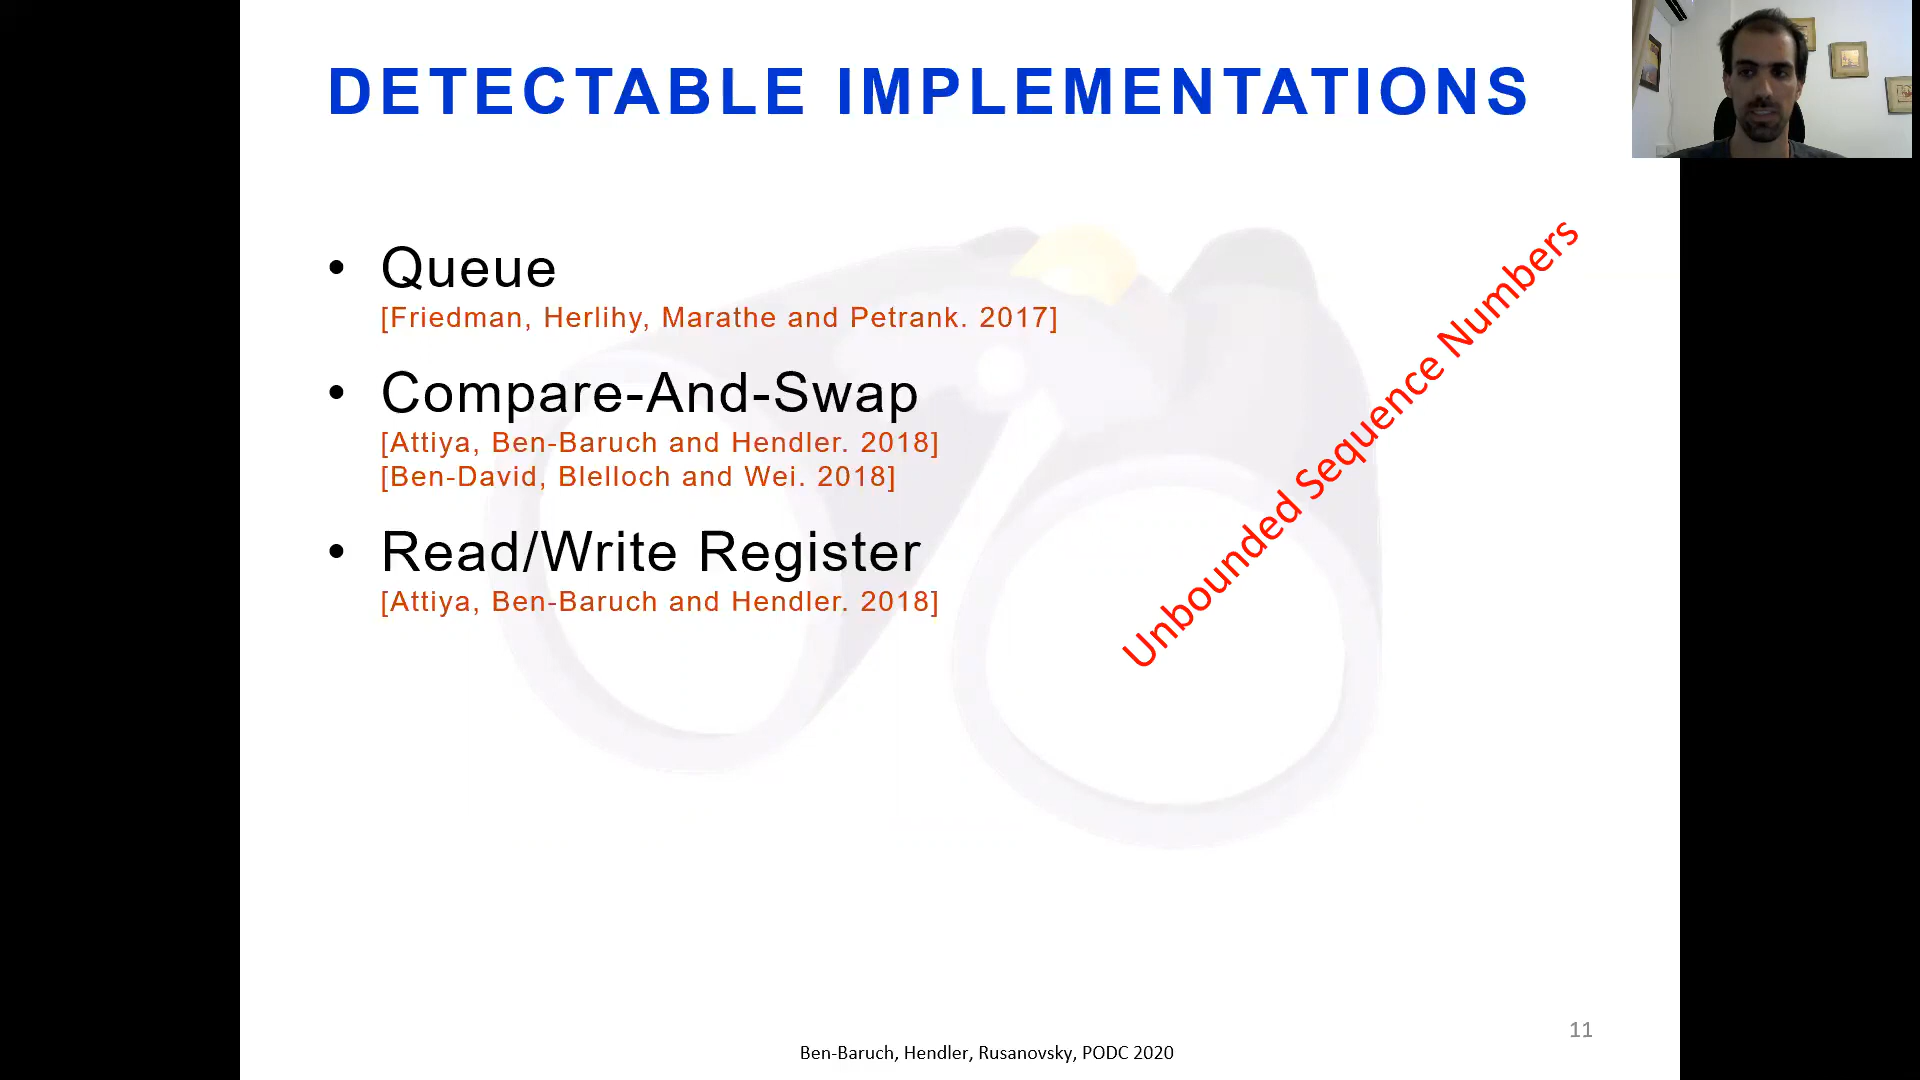 DETECTABLE IMPLEMENTATIONS
• Queue
[Friedman, Herlihy, Marathe and Petrank. 2017]
• Compare-And-Swap
[Attiya, Ben-Baruch and Hendler. 2018]
[Ben-David, Blelloch and Wei. 2018]
• Read/Write Register
[Attiya, Ben-Baruch and Hendler. 2018]
Unbounded Sequence Numbers
11
Ben-Baruch, Hendler, Rusanovsky, PODC 2020